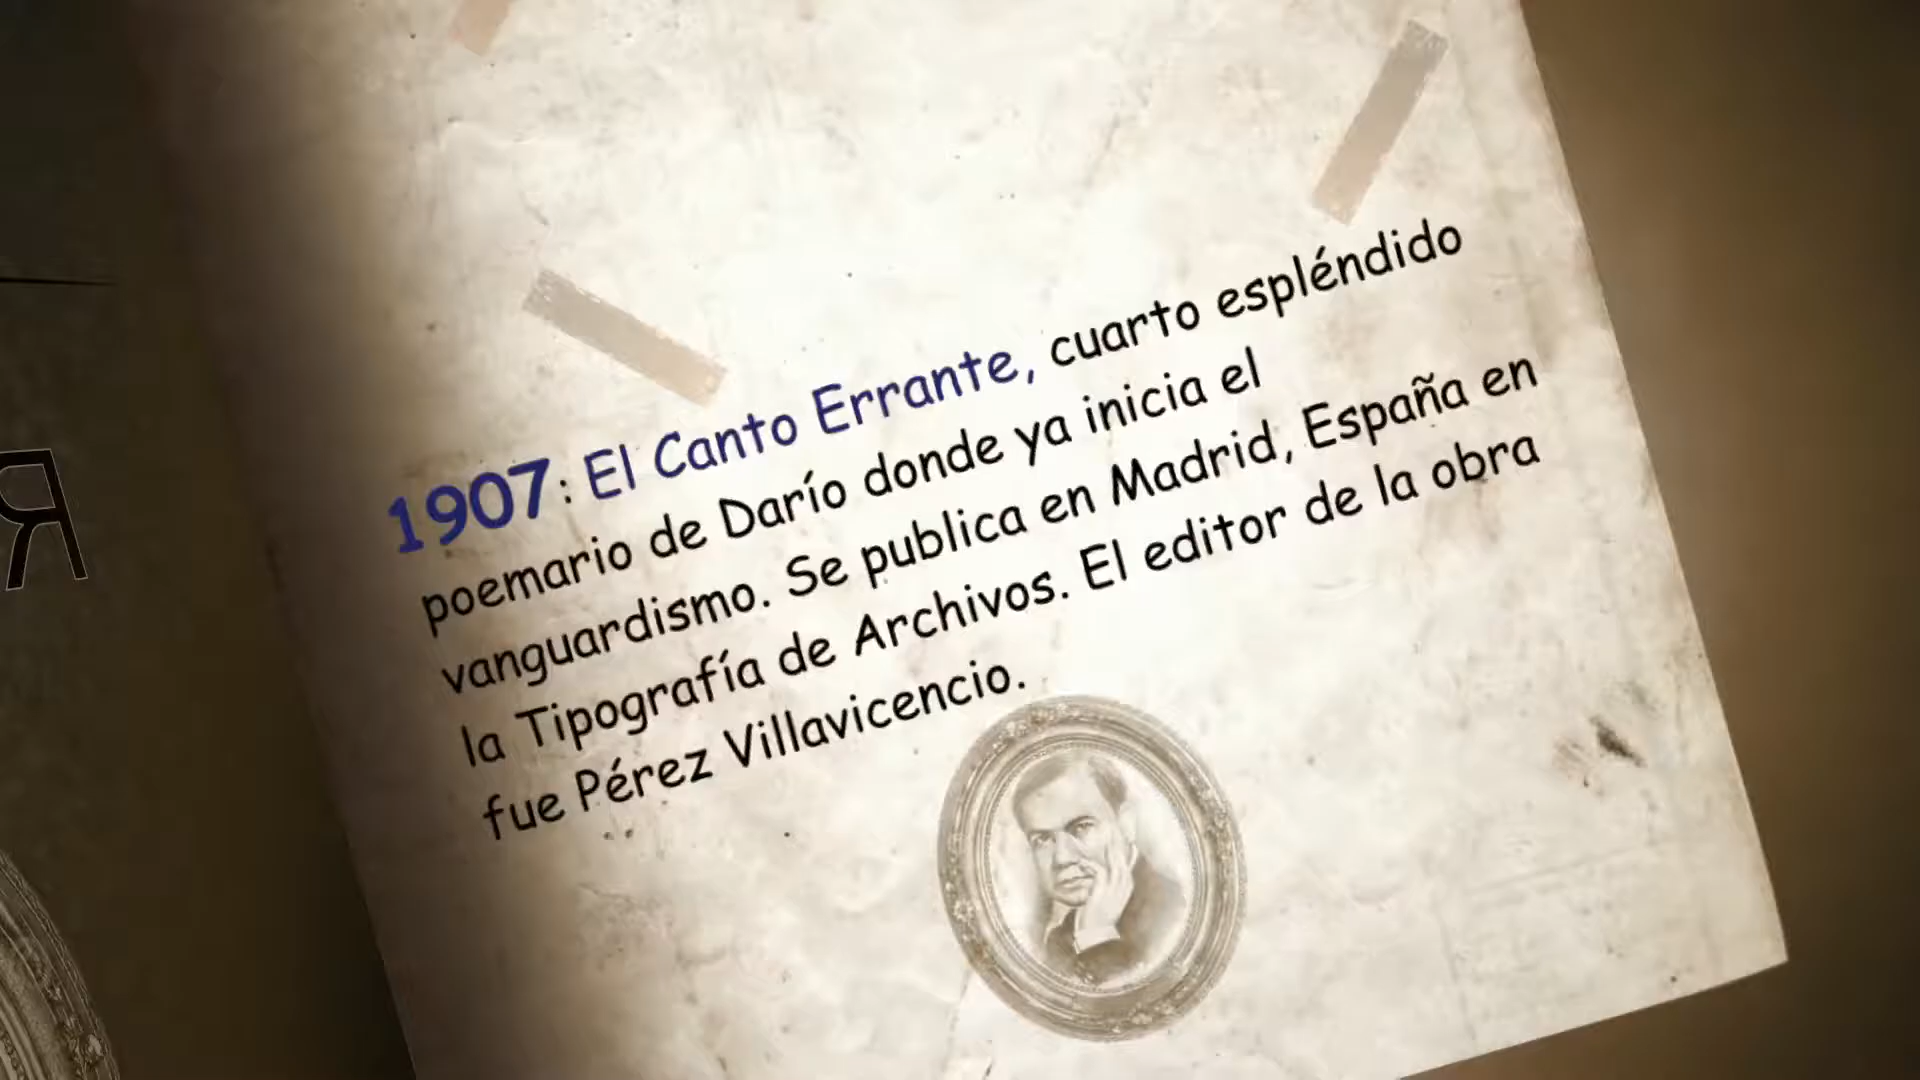 1907: El Canto Errante, cuarto espléndido
poemario de Darío donde ya inicia el
vanguardismo. Se publica en Madrid, España en
la Tipografía de Archivos. El editor de la obra
fue Pérez Villavicencio.
R